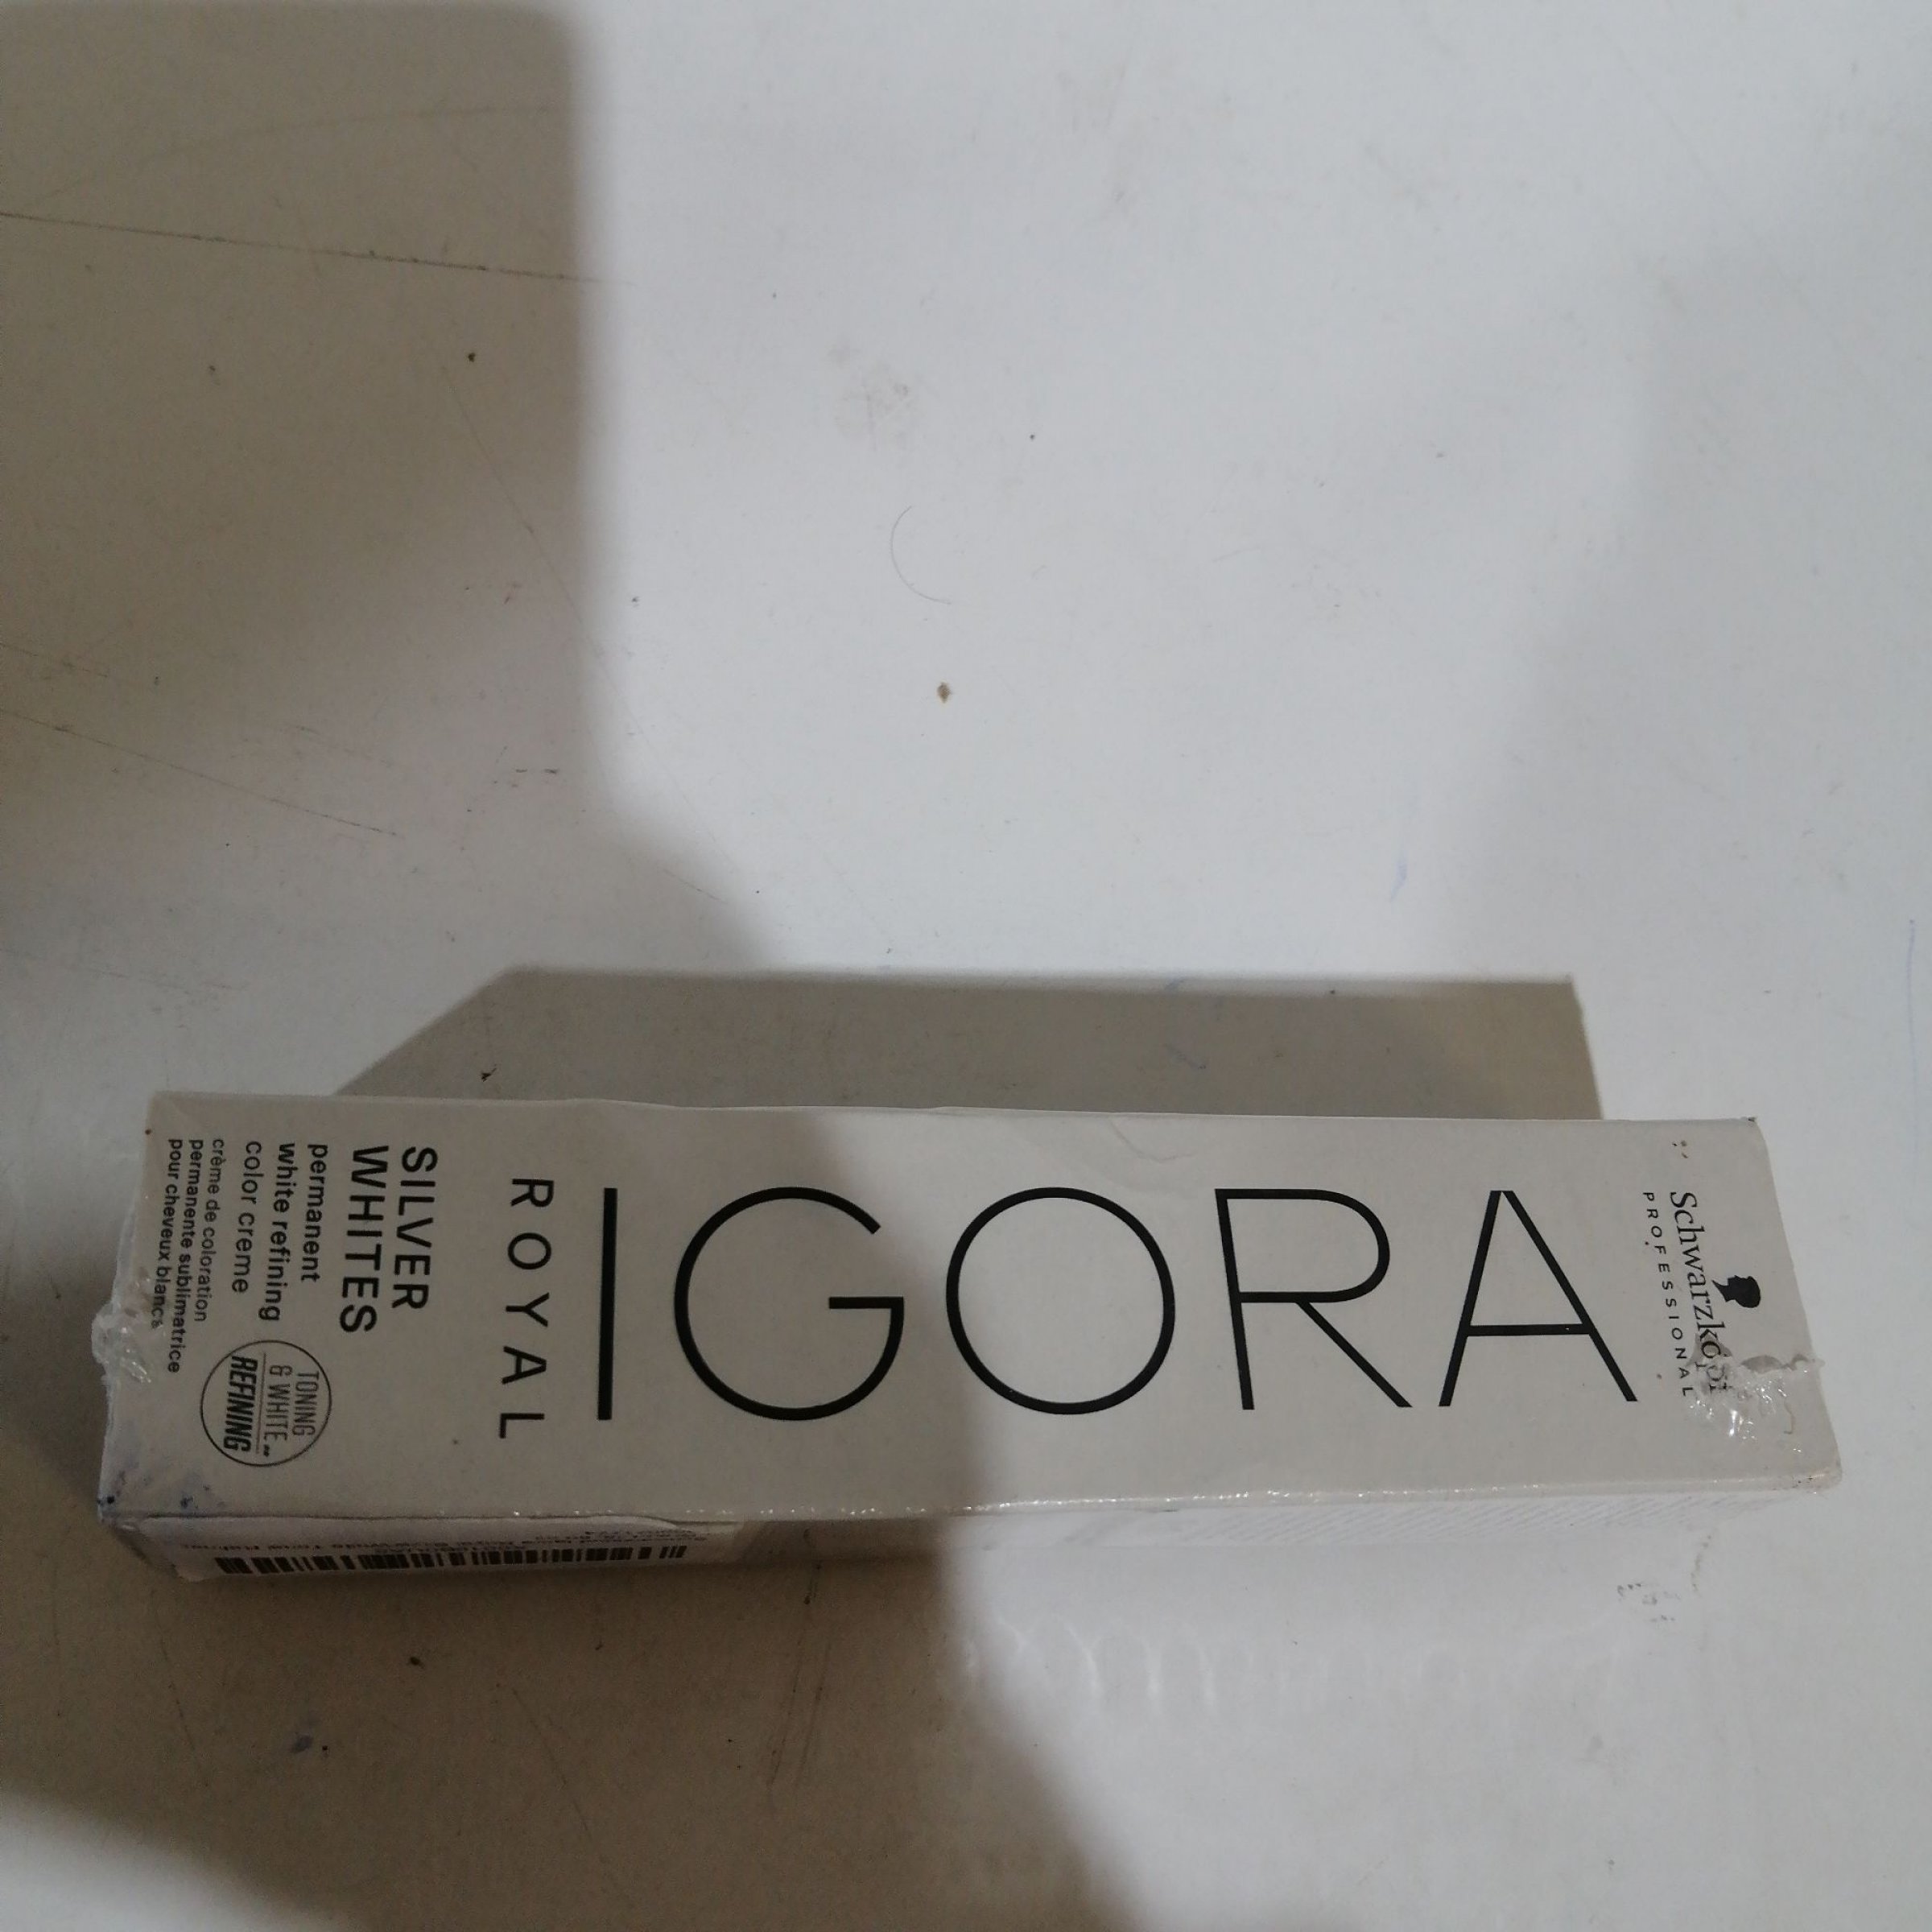 Schwarzkopf
PROFESSIONAL
IGORA
ROYAL
SILVER
WHITES
permanent
white refining
color creme
crème de coloration
permanente sublimatrice
pour cheveux blancs
TONING
& WHITE
REFINING